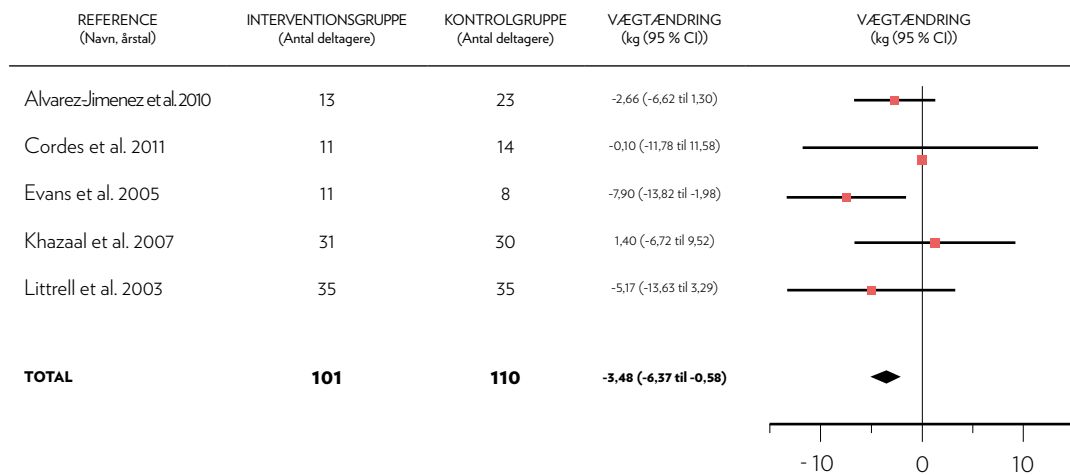 REFERENCE INTERVENTIONSGRUPPE KONTROLGRUPPE VÆGTÆNDRING VÆGTÆNDRING
(Navn, årstal) (Antal deltagere) (Antal deltagere) (kg (95 % CI)) (kg (95 % CI))
Alvarez-Jimenez et al. 2010 13 23 -2,66 (-6,62 til 1,30)
Cordes et al. 2011 11 14 -0,10 (-11,78 til 11,58)
Evans et al. 2005 11 8 -7,90 (-13,82 til -1,98)
Khazaal et al. 2007 31 30 1,40 (-6,72 til 9,52)
Littrell et al. 2003 35 35 -5,17 (-13,63 til 3,29)
TOTAL 101 110 -3,48 (-6,37 til -0,58)
-10 0 10